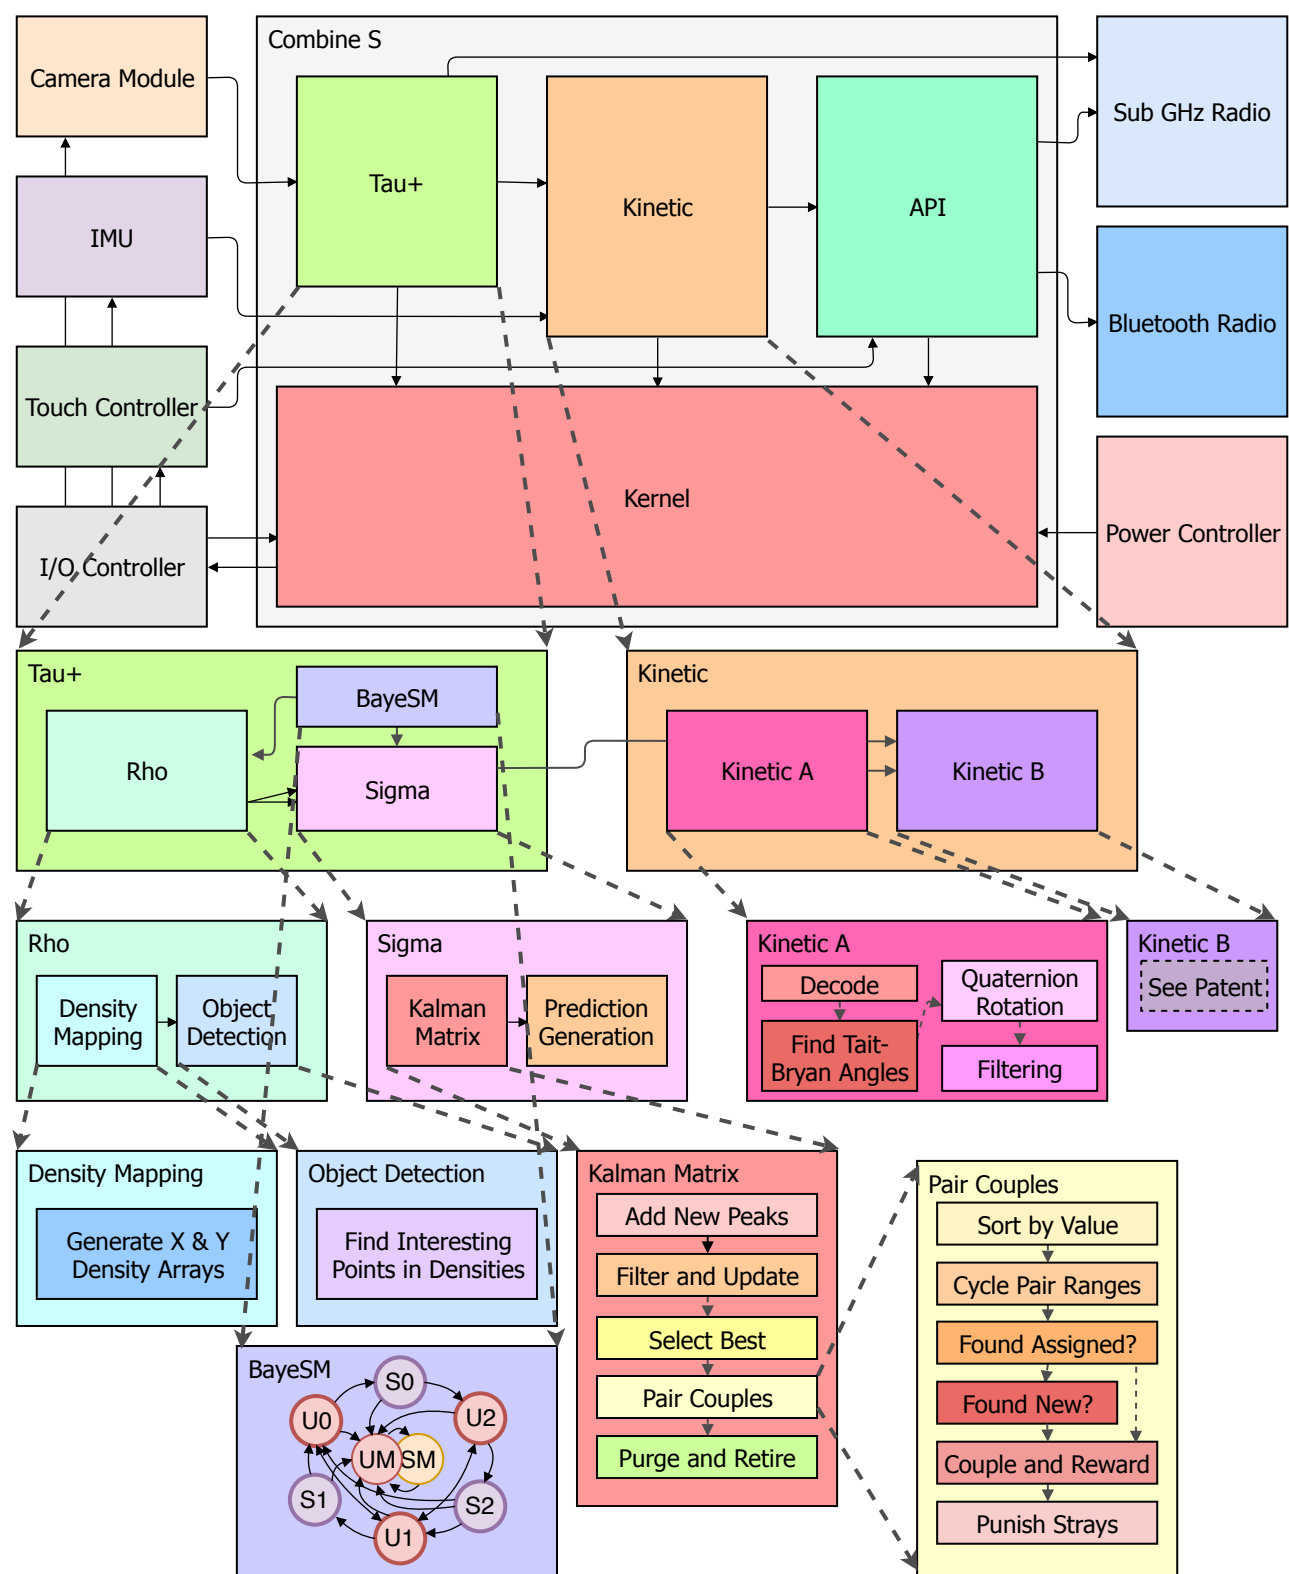 Combine S
Camera Module
Tau+
Kinetic
API
Sub GHz Radio
IMU
Bluetooth Radio
Touch Controller
Kernel
I/O Controller
Power Controller
Tau+
BayeSM
Rho
Sigma
Kinetic
Kinetic A
Kinetic B
Rho
Density
Mapping
Object
Detection
Sigma
Kalman
Matrix
Prediction
Generation
Kinetic A
Decode
Find Tait-
Bryan Angles
Quaternion
Rotation
Filtering
Kinetic B
See Patent
Density Mapping
Generate X & Y
Density Arrays
Object Detection
Find Interesting
Points in Densities
Kalman Matrix
Add New Peaks
Filter and Update
Select Best
Pair Couples
Purge and Retire
Pair Couples
Sort by Value
Cycle Pair Ranges
Found Assigned?
Found New?
Couple and Reward
Punish Strays
BayeSM
S0
U0
U2
UM
SM
S1
S2
U1